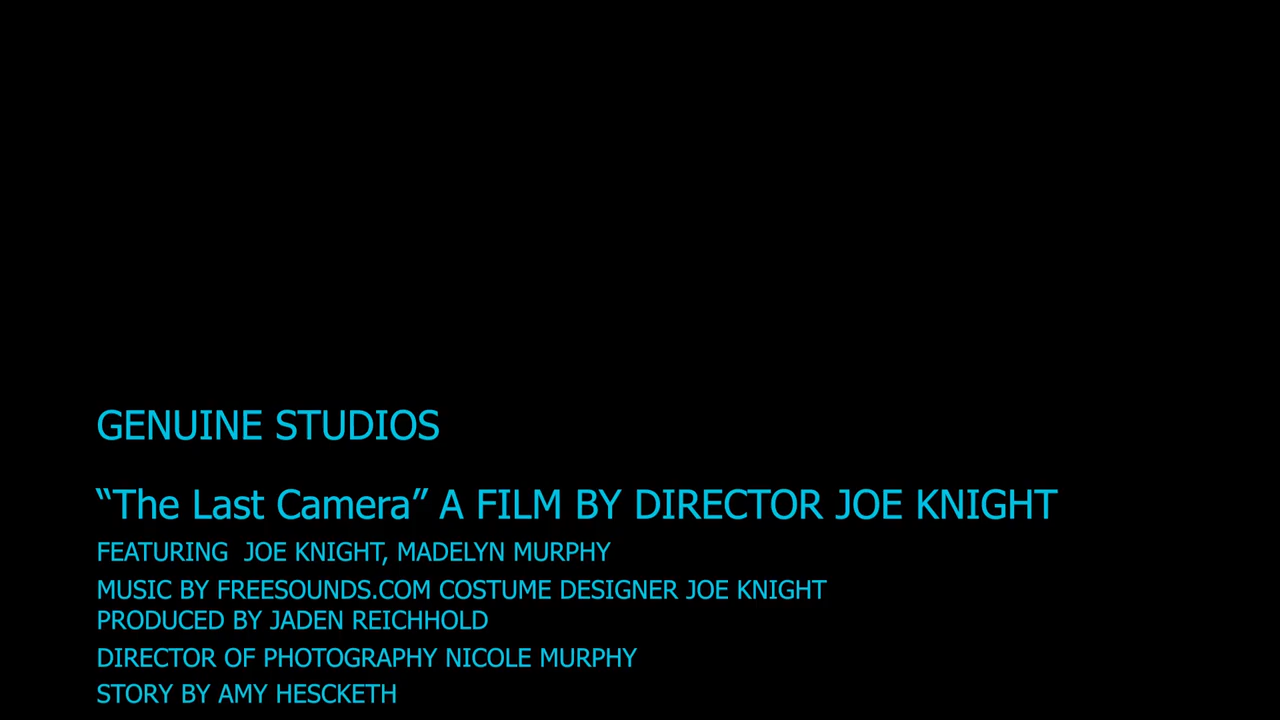 GENUINE STUDIOS
“The Last Camera” A FILM BY DIRECTOR JOE KNIGHT
FEATURING  JOE KNIGHT, MADELYN MURPHY
MUSIC BY FREESOUNDS.COM COSTUME DESIGNER JOE KNIGHT
PRODUCED BY JADEN REICHHOLD
DIRECTOR OF PHOTOGRAPHY NICOLE MURPHY
STORY BY AMY HESCKETH